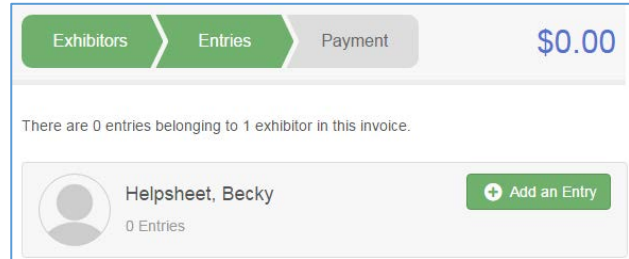 Exhibitors Entries Payment $0.00
There are 0 entries belonging to 1 exhibitor in this invoice.
Helpsheet, Becky Add an Entry
0 Entries